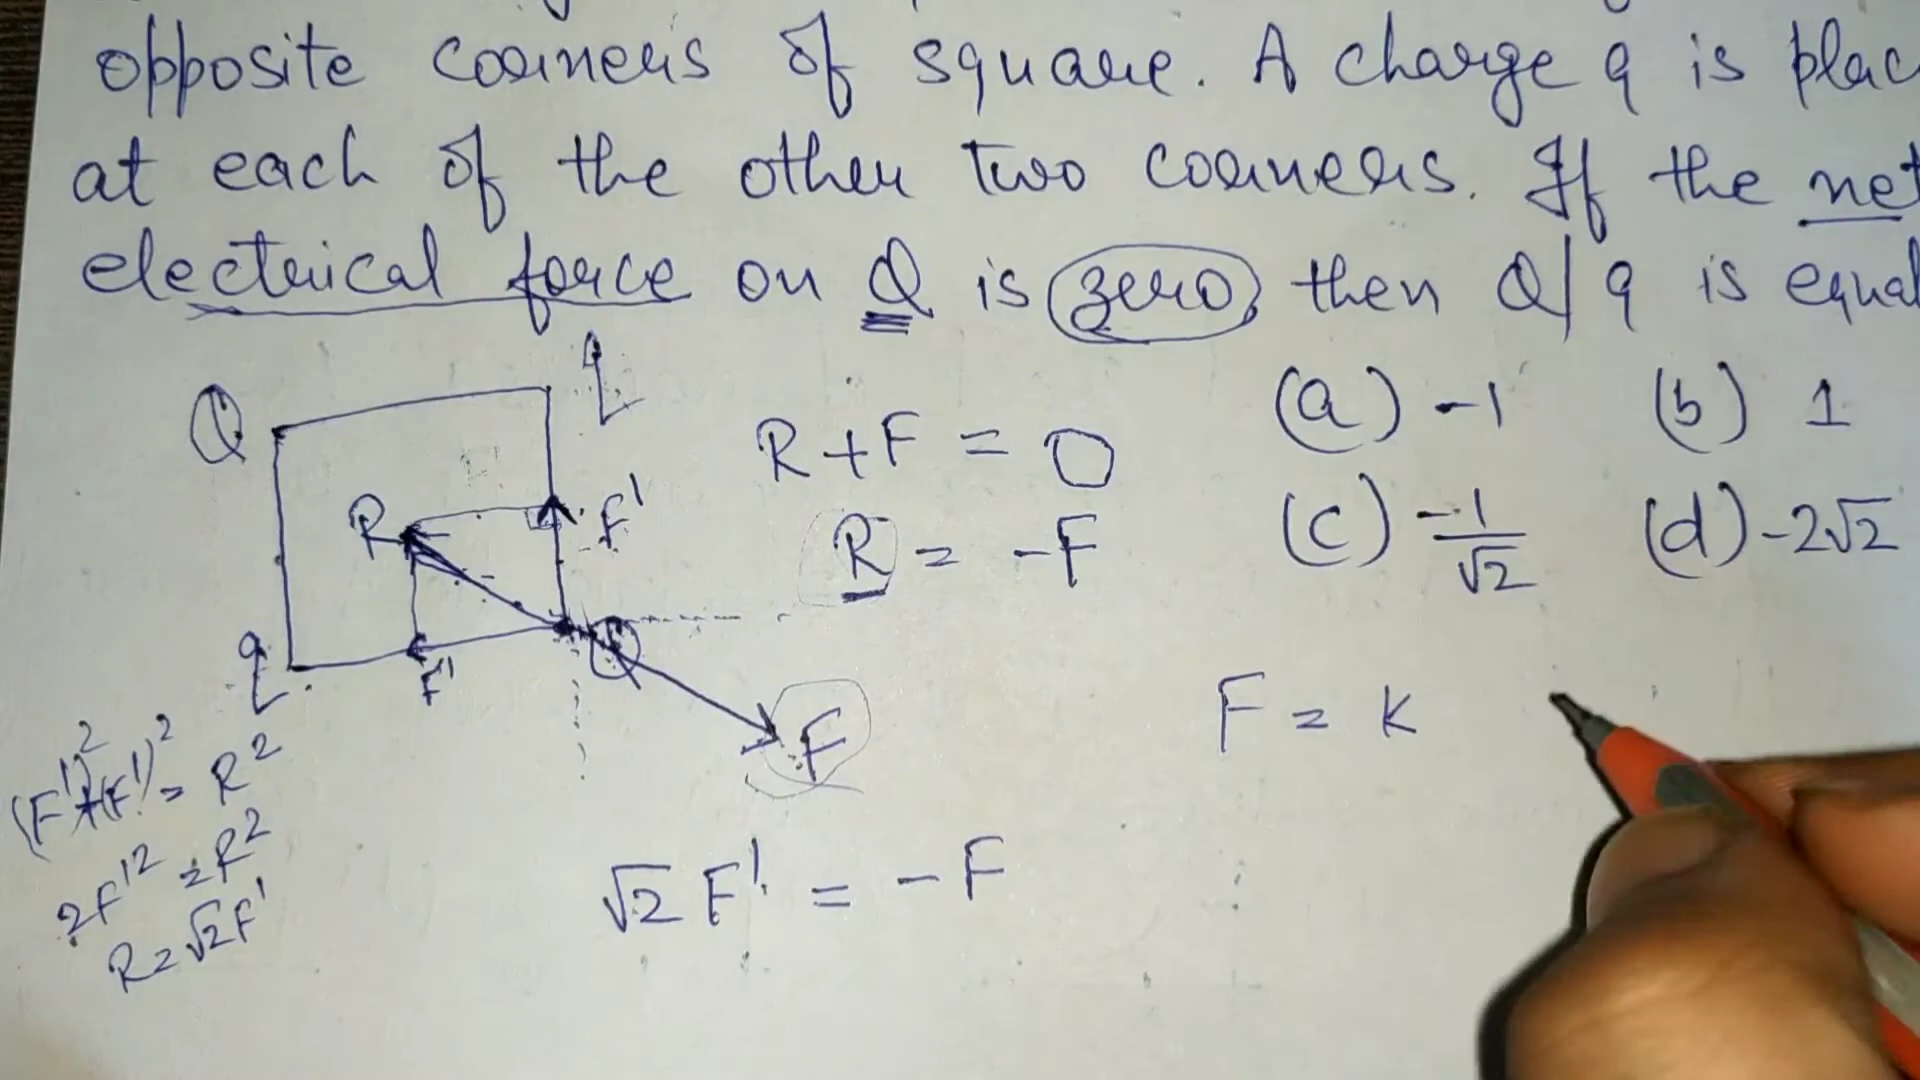 opposite corners of square. A charge q is plac
at each of the other two corners. If the net
electrical force on Q is zero, then Q/q is equal
Q
q
R + F = 0
(a) -1 (b) 1
R
F'
R = -F
(c) -1/√2 (d) -2√2
q
F'
Q
F
F = K
(F')²+(F')² = R²
2F'² = R²
R = √2F'
√2 F' = -F